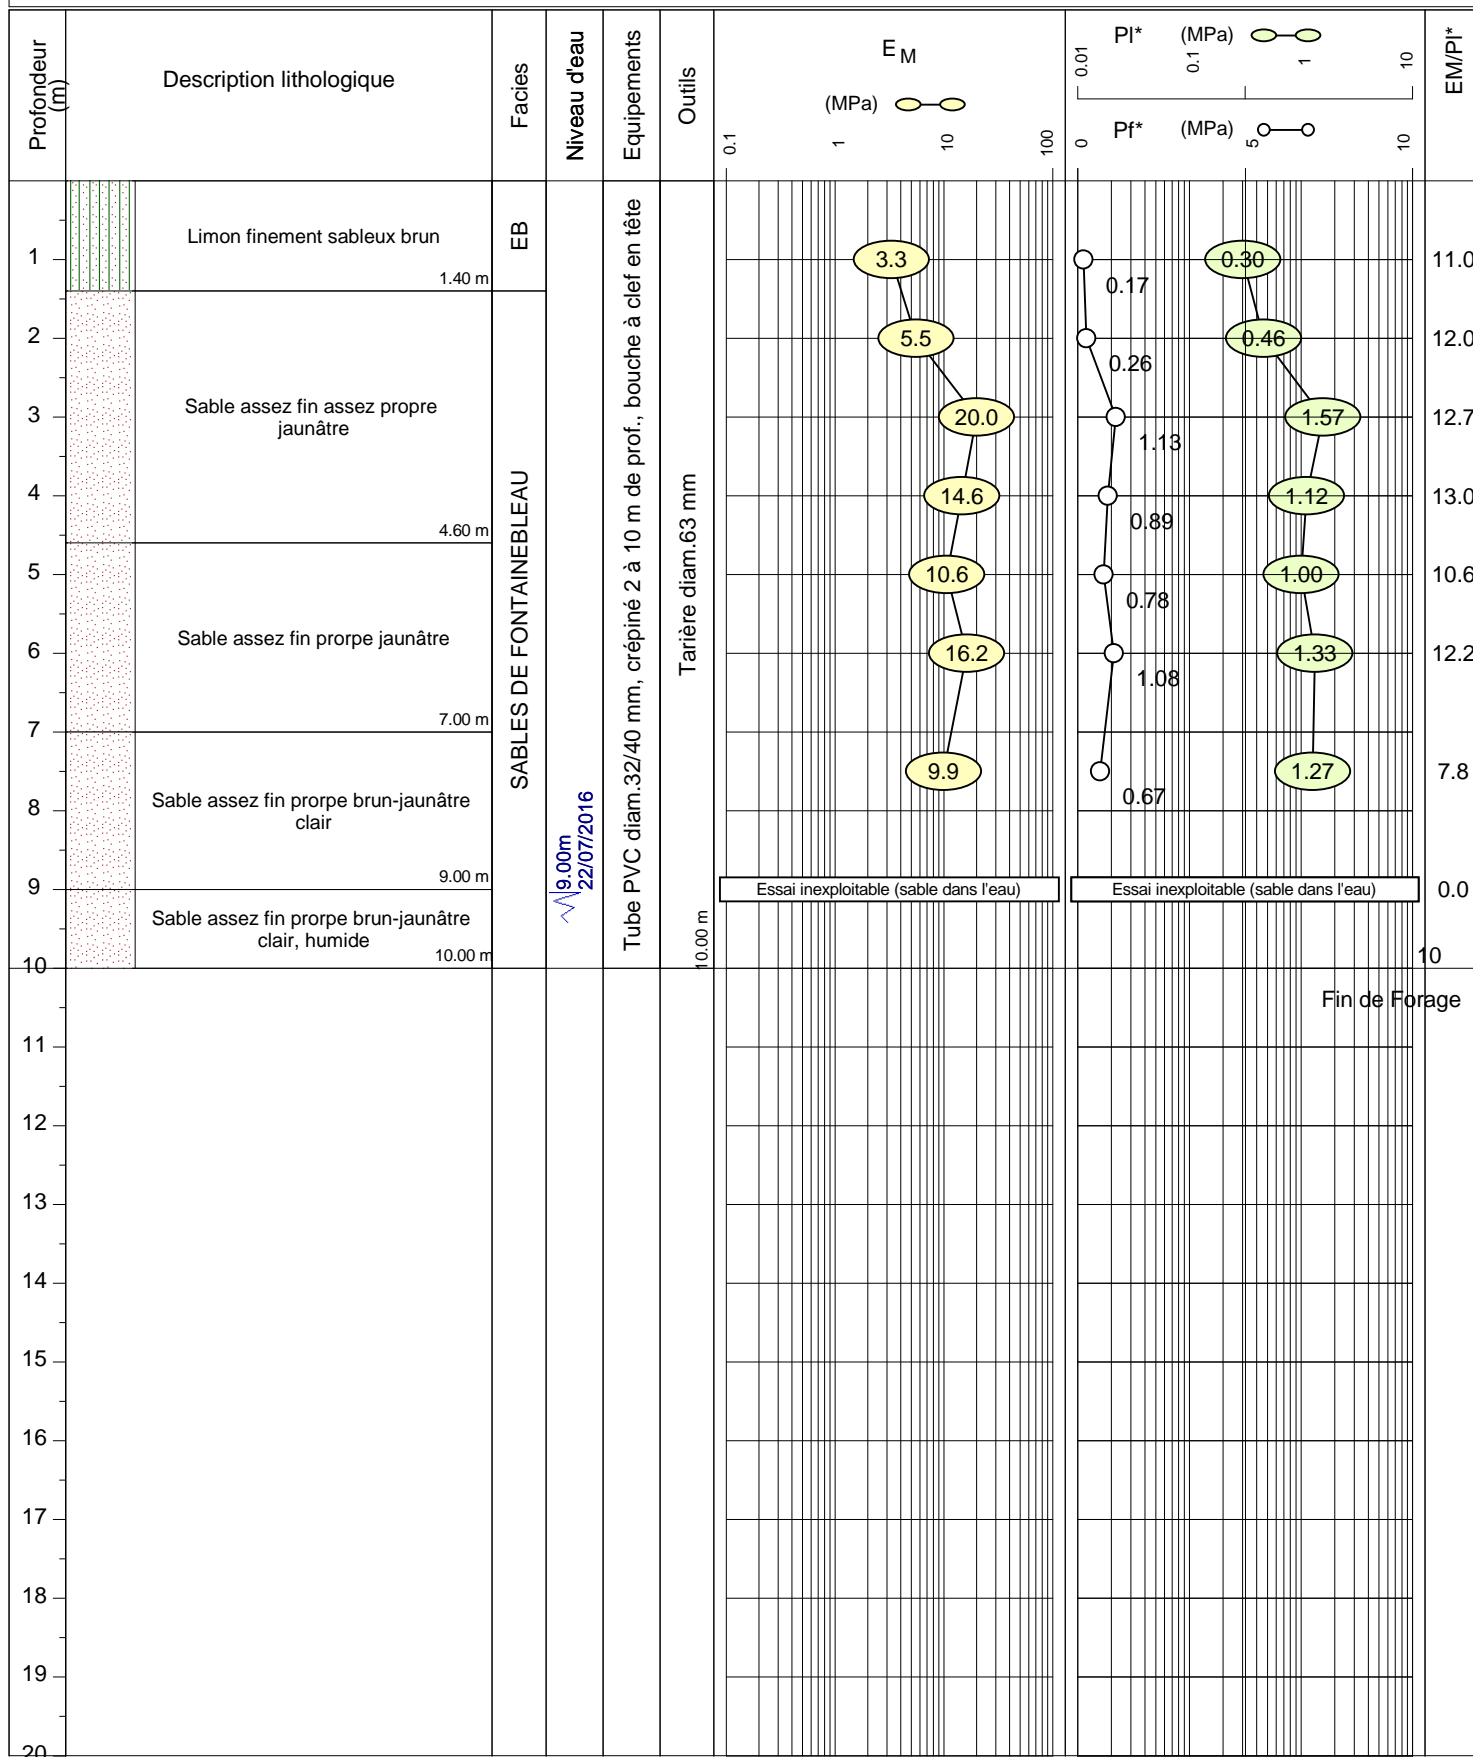 Profondeur
(m)
Description lithologique
Facies
Niveau d'eau
Equipements
Outils
E M
(MPa)
0.1
1
10
100
Pl* (MPa)
0.01
0.1
1
10
Pf* (MPa)
0
5
10
EM/Pl*
Limon finement sableux brun
1.40 m
Sable assez fin assez propre
jaunâtre
4.60 m
Sable assez fin prorpe jaunâtre
7.00 m
Sable assez fin prorpe brun-jaunâtre
clair
9.00 m
Sable assez fin prorpe brun-jaunâtre
clair, humide
10.00 m
EB
SABLES DE FONTAINEBLEAU
9.00m
22/07/2016
Tube PVC diam.32/40 mm, crépiné 2 à 10 m de prof., bouche à clef en tête
Tarière diam.63 mm
10.00 m
1
3.3
0.30
11.0
0.17
2
5.5
0.46
12.0
0.26
3
20.0
1.57
12.7
1.13
4
14.6
1.12
13.0
0.89
5
10.6
1.00
10.6
0.78
6
16.2
1.33
12.2
1.08
7
9.9
1.27
7.8
0.67
8
9
Essai inexploitable (sable dans l'eau)
Essai inexploitable (sable dans l'eau)
0.0
10
10
Fin de Forage
11
12
13
14
15
16
17
18
19
20